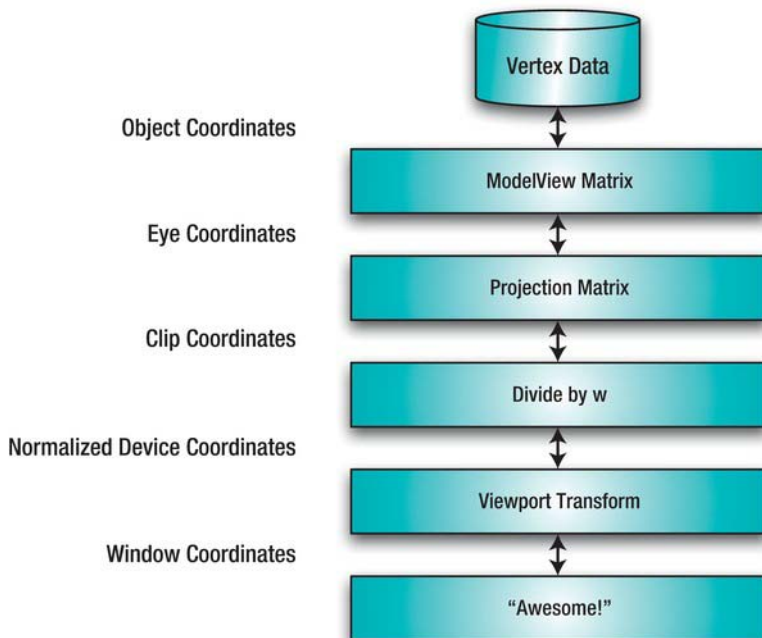 Vertex Data
Object Coordinates
ModelView Matrix
Eye Coordinates
Projection Matrix
Clip Coordinates
Divide by w
Normalized Device Coordinates
Viewport Transform
Window Coordinates
“Awesome!”